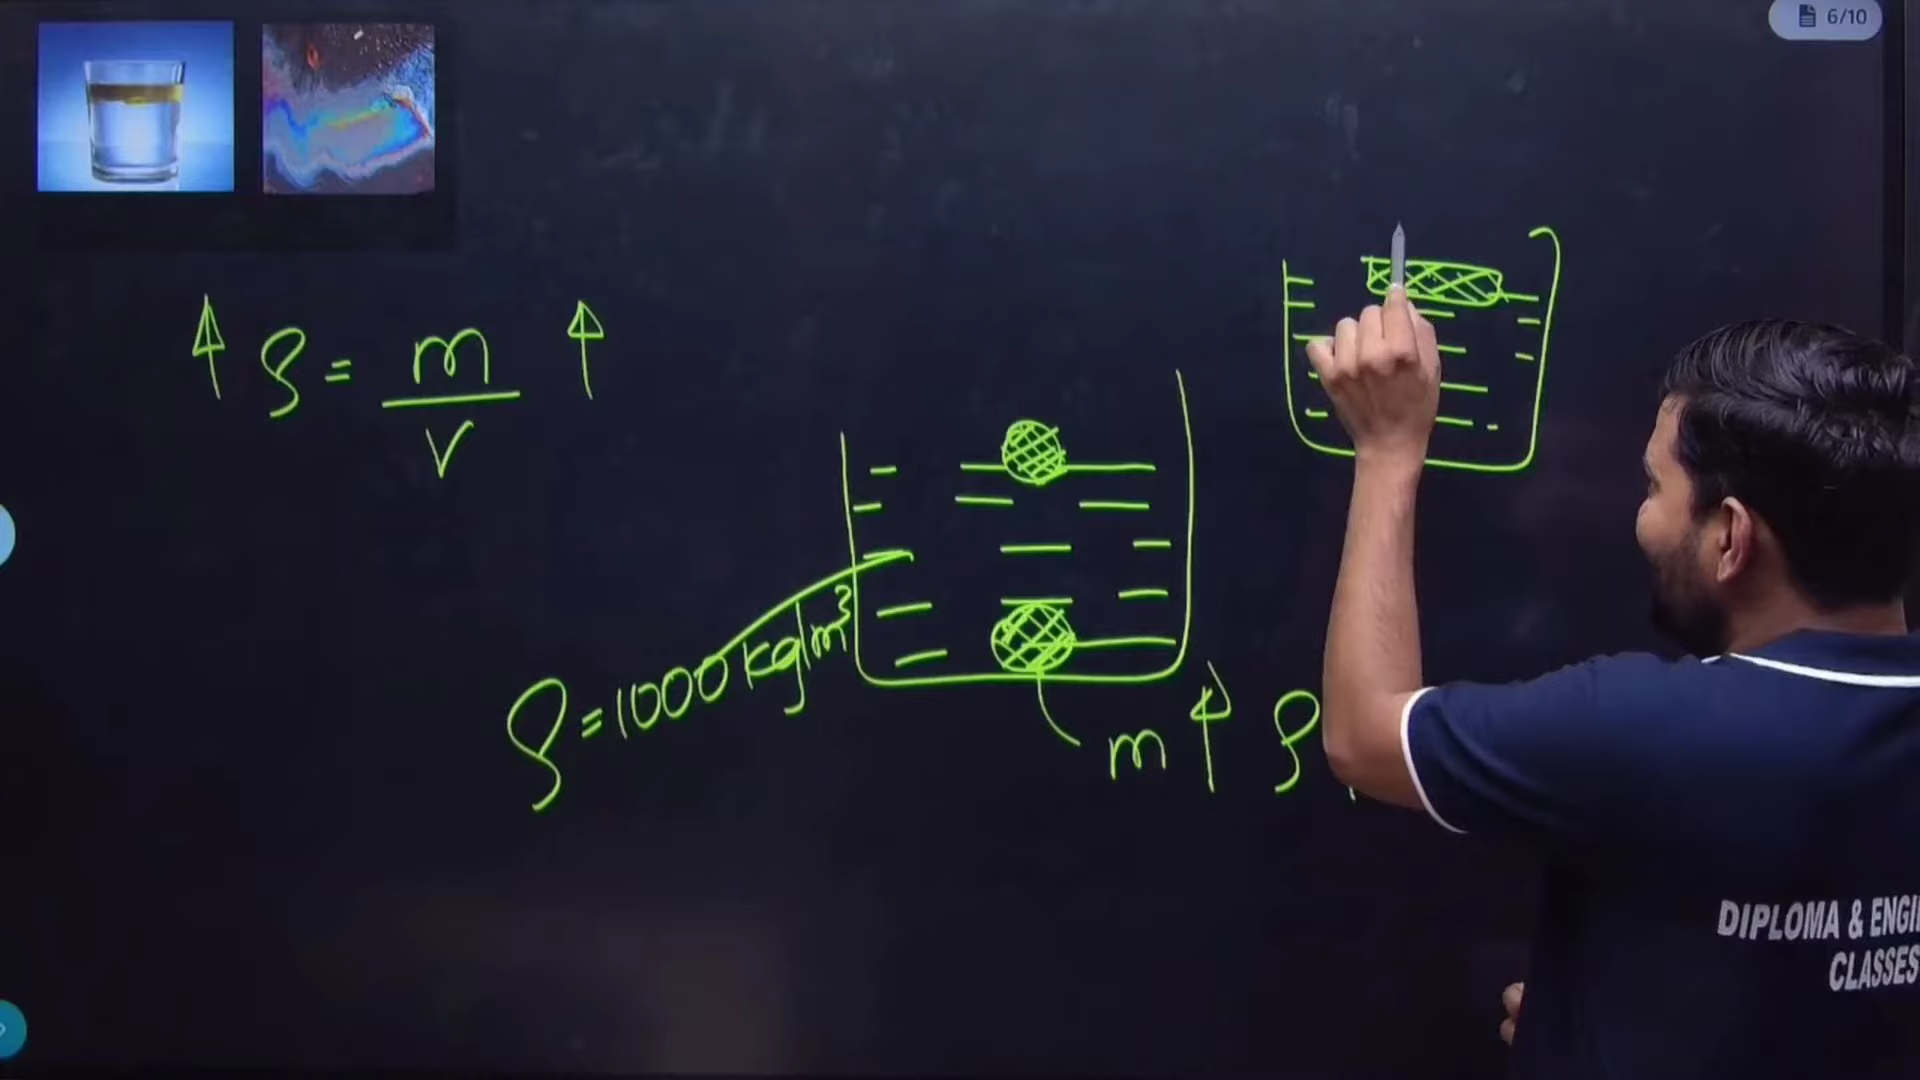 6/10
↑ ρ = m/v ↑
ρ = 1000 kg/m³
m ↑ ρ
DIPLOMA & ENGI
CLASSES